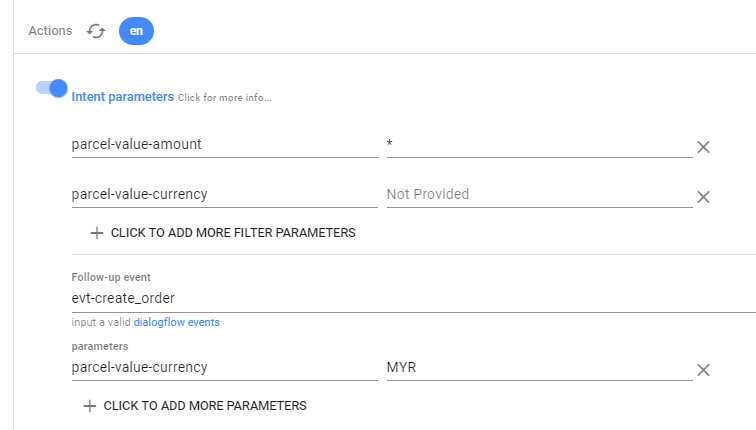 Actions en
Intent parameters Click for more info...
parcel-value-amount *
parcel-value-currency Not Provided
+ CLICK TO ADD MORE FILTER PARAMETERS
Follow-up event
evt-create_order
input a valid dialogflow events
parameters
parcel-value-currency MYR
+ CLICK TO ADD MORE PARAMETERS